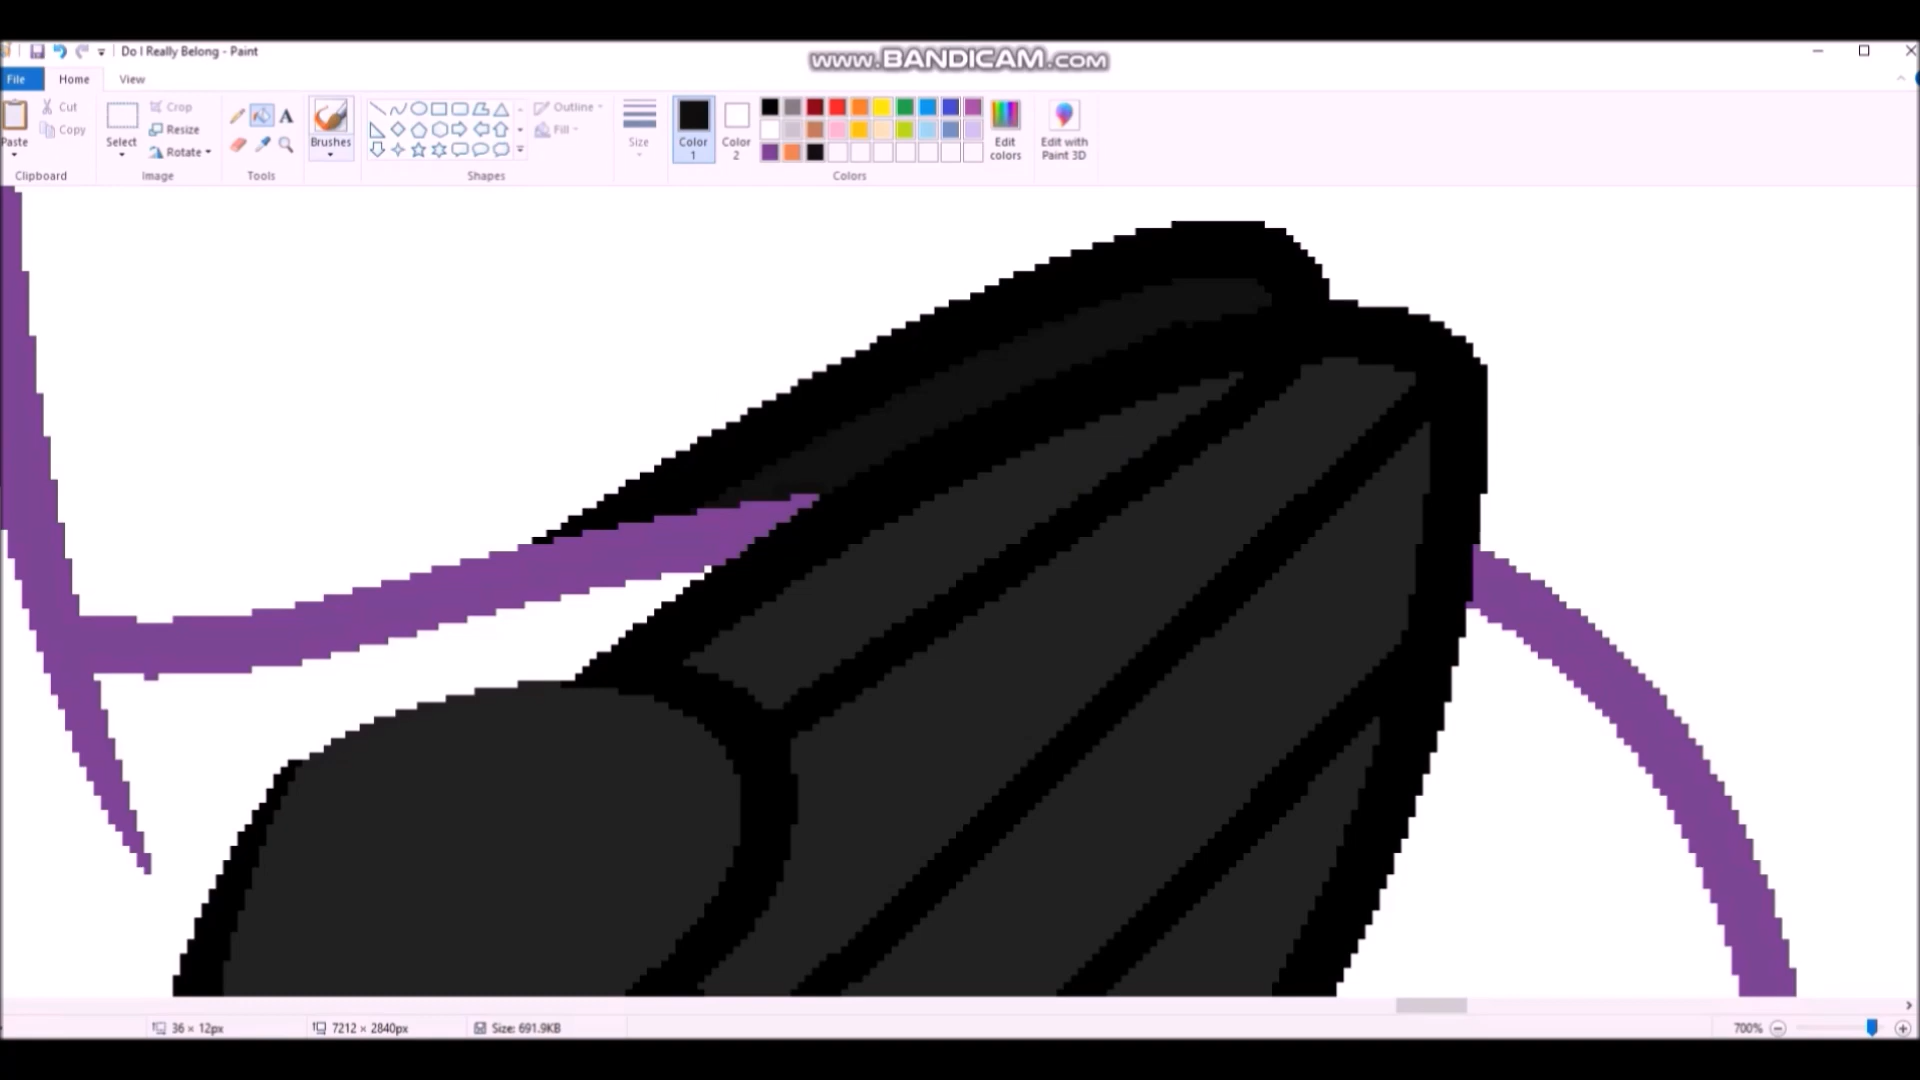 Do I Really Belong - Paint
www.BANDICAM.com
File Home View
Paste
Cut
Copy
Clipboard
Select
Crop
Resize
Rotate
Image
A
Tools
Brushes
Outline
Fill
Shapes
Size
Color 1
Color 2
Edit colors
Colors
Edit with Paint 3D
36 × 12px
7212 × 2840px
Size: 691.9KB
700%